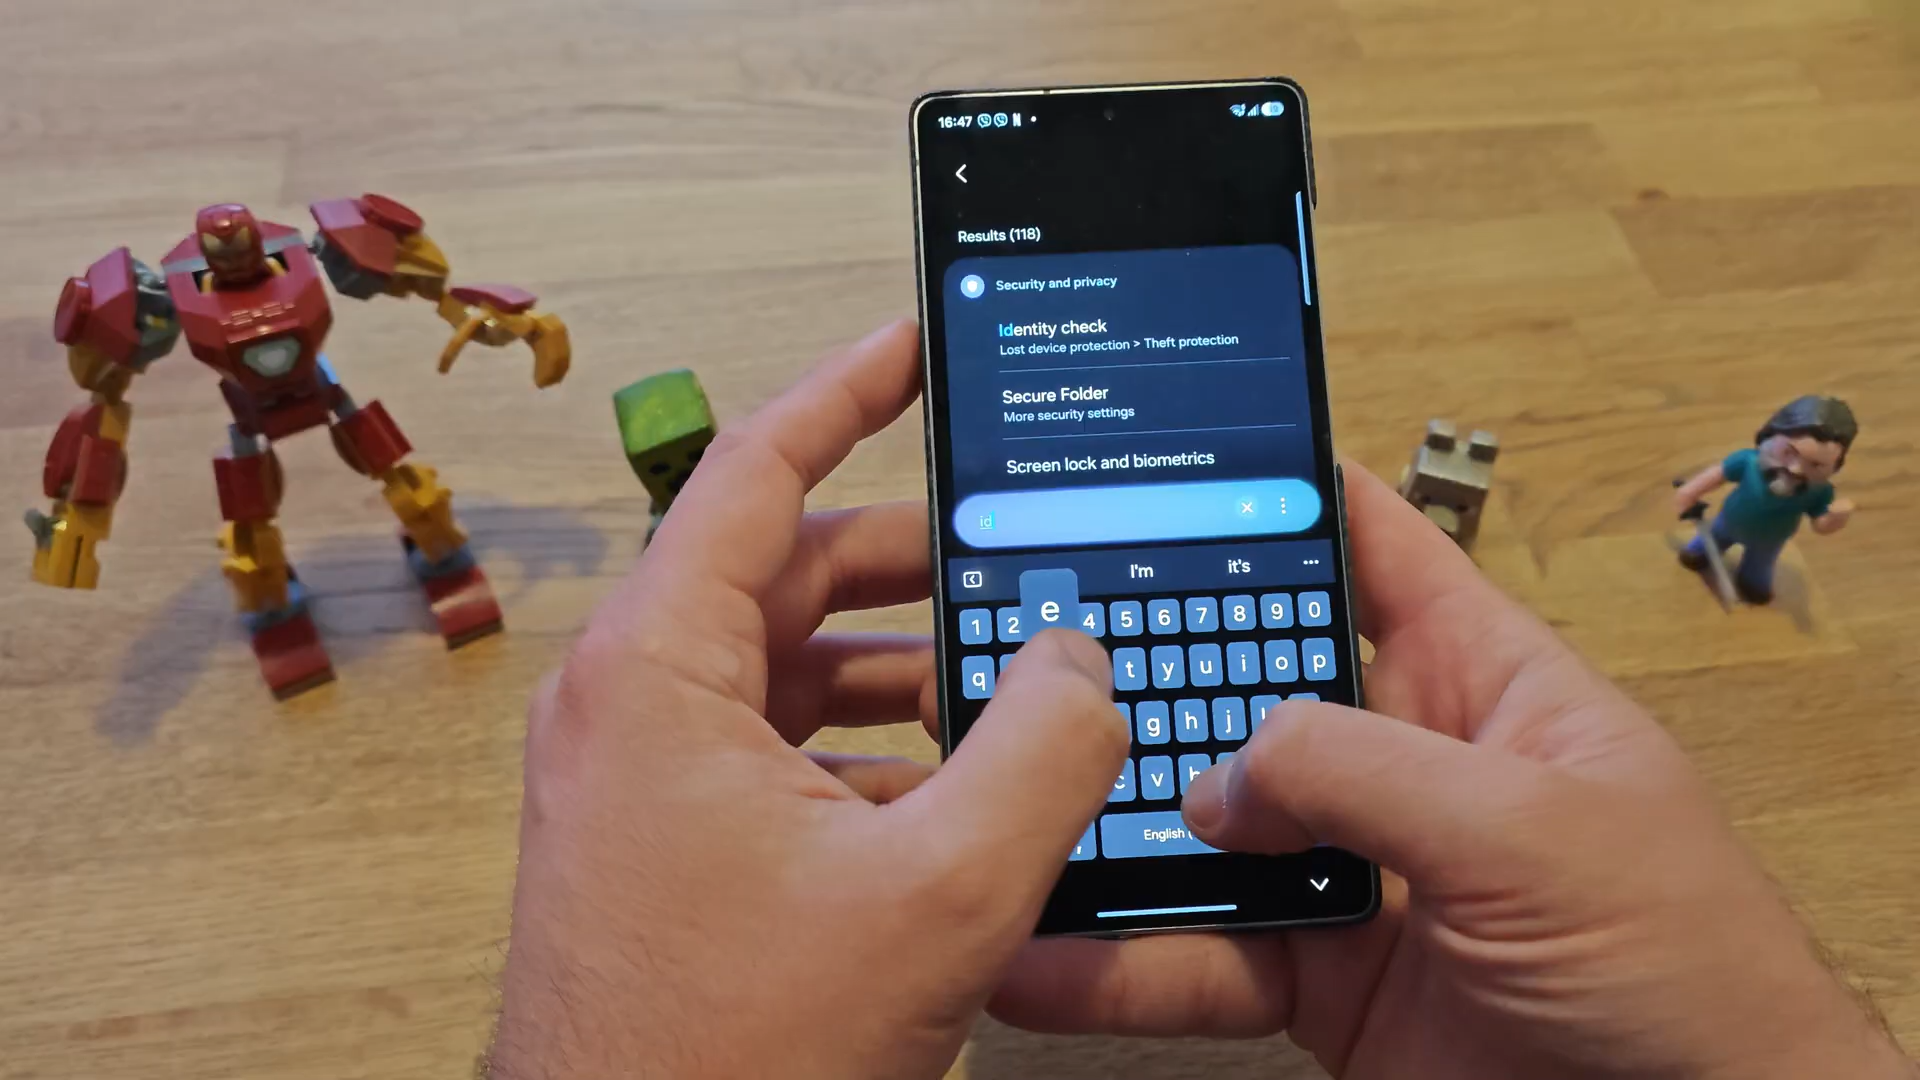 16:47
Results (118)
Security and privacy
Identity check
Lost device protection > Theft protection
Secure Folder
More security settings
Screen lock and biometrics
id
I'm it's
e
1 2 4 5 6 7 8 9 0
q t y u i o p
g h j
c v
English